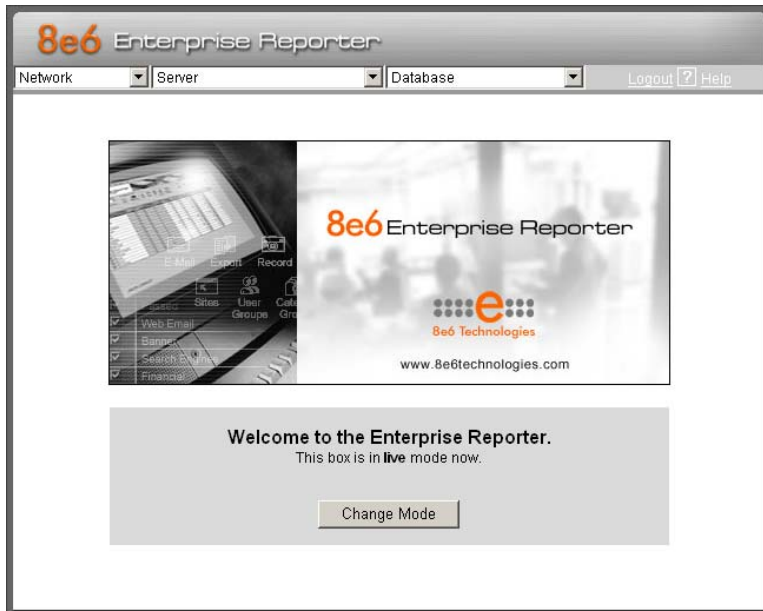 8e6 Enterprise Reporter
Network Server Database Logout ? Help
8e6 Enterprise Reporter
E-Mail Export Record
Sites User Groups
Web Email
Banner
Search Engines
Financial
8e6 Technologies
www.8e6technologies.com
Welcome to the Enterprise Reporter.
This box is in live mode now.
Change Mode